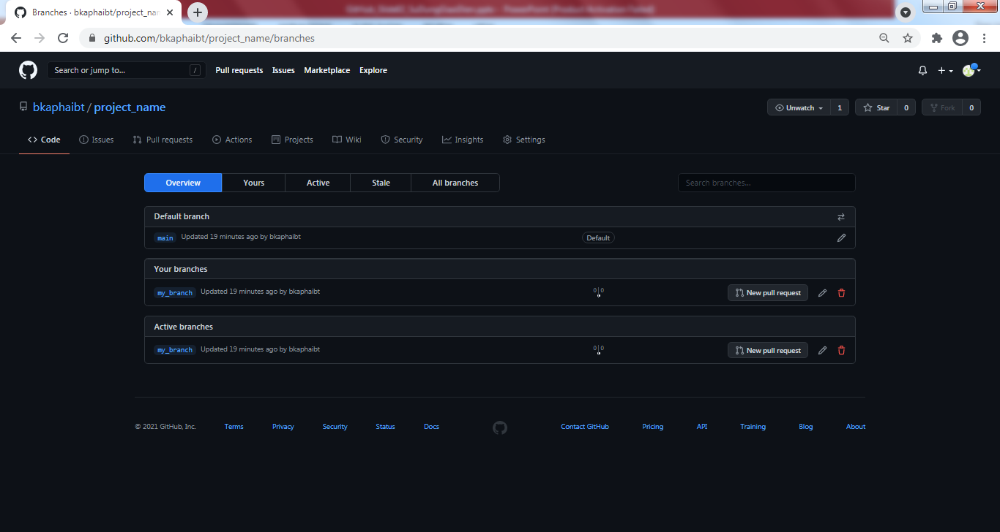 Branches · bkaphaibt/project_nam
github.com/bkaphaibt/project_name/branches
Search or jump to... / Pull requests Issues Marketplace Explore
bkaphaibt / project_name Unwatch 1 Star 0 Fork 0
Code Issues Pull requests Actions Projects Wiki Security Insights Settings
Overview Yours Active Stale All branches Search branches...
Default branch
main Updated 19 minutes ago by bkaphaibt Default
Your branches
my_branch Updated 19 minutes ago by bkaphaibt 0|0 New pull request
Active branches
my_branch Updated 19 minutes ago by bkaphaibt 0|0 New pull request
© 2021 GitHub, Inc. Terms Privacy Security Status Docs Contact GitHub Pricing API Training Blog About